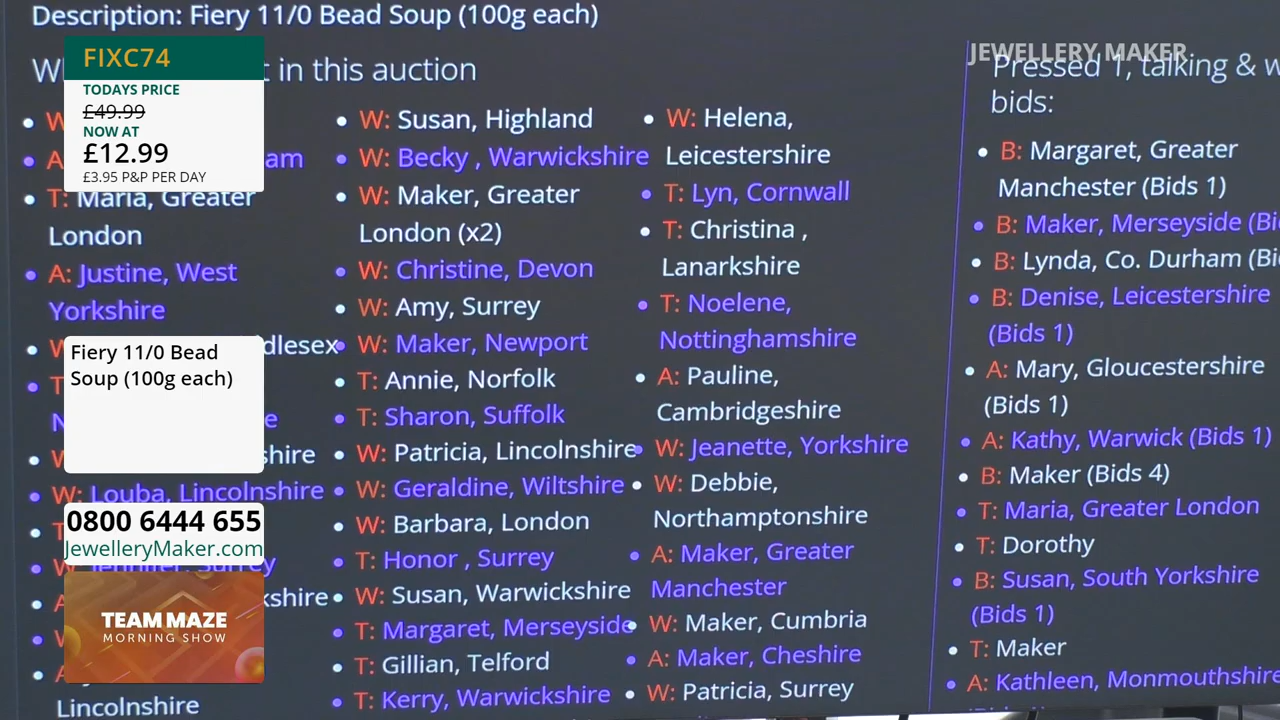 Description: Fiery 11/0 Bead Soup (100g each)
JEWELLERY MAKER
FIXC74
TODAYS PRICE
£49.99
NOW AT
£12.99
£3.95 P&P PER DAY
in this auction
T: Maria, Greater
London
A: Justine, West
Yorkshire
Fiery 11/0 Bead
Soup (100g each)
W: Louba, Lincolnshire
0800 6444 655
JewelleryMaker.com
TEAM MAZE
MORNING SHOW
Lincolnshire
W: Susan, Highland
W: Becky , Warwickshire
W: Maker, Greater
London (x2)
W: Christine, Devon
W: Amy, Surrey
W: Maker, Newport
T: Annie, Norfolk
T: Sharon, Suffolk
W: Patricia, Lincolnshire
W: Geraldine, Wiltshire
W: Barbara, London
T: Honor , Surrey
W: Susan, Warwickshire
T: Margaret, Merseyside
T: Gillian, Telford
T: Kerry, Warwickshire
W: Helena,
Leicestershire
T: Lyn, Cornwall
T: Christina ,
Lanarkshire
T: Noelene,
Nottinghamshire
A: Pauline,
Cambridgeshire
W: Jeanette, Yorkshire
W: Debbie,
Northamptonshire
A: Maker, Greater
Manchester
W: Maker, Cumbria
A: Maker, Cheshire
W: Patricia, Surrey
Pressed 1, talking & w
bids:
B: Margaret, Greater
Manchester (Bids 1)
B: Maker, Merseyside (Bi
B: Lynda, Co. Durham (Bi
B: Denise, Leicestershire
(Bids 1)
A: Mary, Gloucestershire
(Bids 1)
A: Kathy, Warwick (Bids 1)
B: Maker (Bids 4)
T: Maria, Greater London
T: Dorothy
B: Susan, South Yorkshire
(Bids 1)
T: Maker
A: Kathleen, Monmouthshire